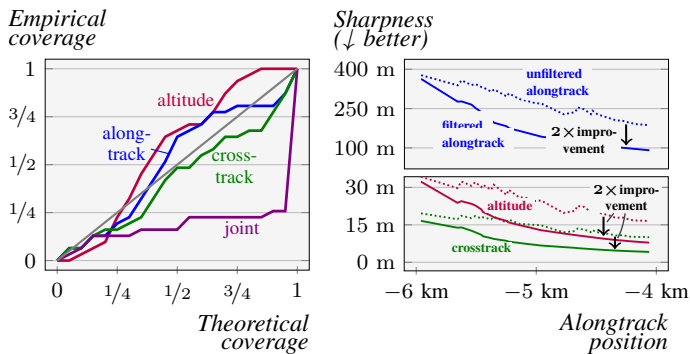 Empirical
coverage
1
3/4
1/2
1/4
0
0
1/4
1/2
3/4
1
altitude
along-
track
cross-
track
joint
Theoretical
coverage
Sharpness
(↓ better)
400 m
250 m
100 m
unfiltered
alongtrack
filtered
alongtrack
2 × impro-
vement
30 m
15 m
0 m
altitude
crosstrack
2 × impro-
vement
−6 km
−5 km
−4 km
Alongtrack
position